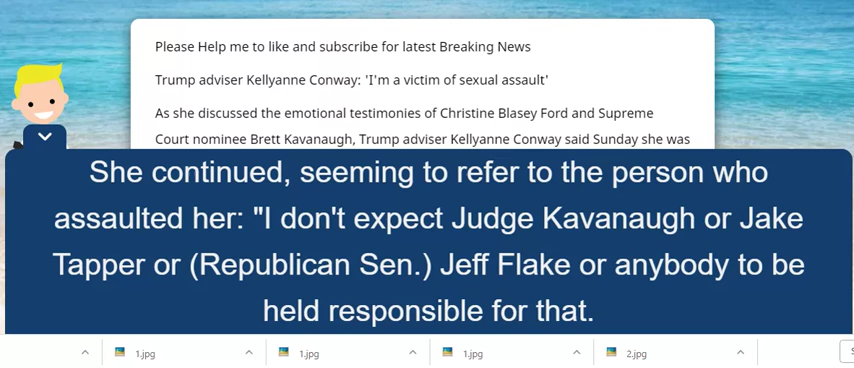 Please Help me to like and subscribe for latest Breaking News
Trump adviser Kellyanne Conway: 'I'm a victim of sexual assault'
As she discussed the emotional testimonies of Christine Blasey Ford and Supreme
Court nominee Brett Kavanaugh, Trump adviser Kellyanne Conway said Sunday she was
She continued, seeming to refer to the person who
assaulted her: "I don't expect Judge Kavanaugh or Jake
Tapper or (Republican Sen.) Jeff Flake or anybody to be
held responsible for that.
1.jpg 1.jpg 1.jpg 2.jpg